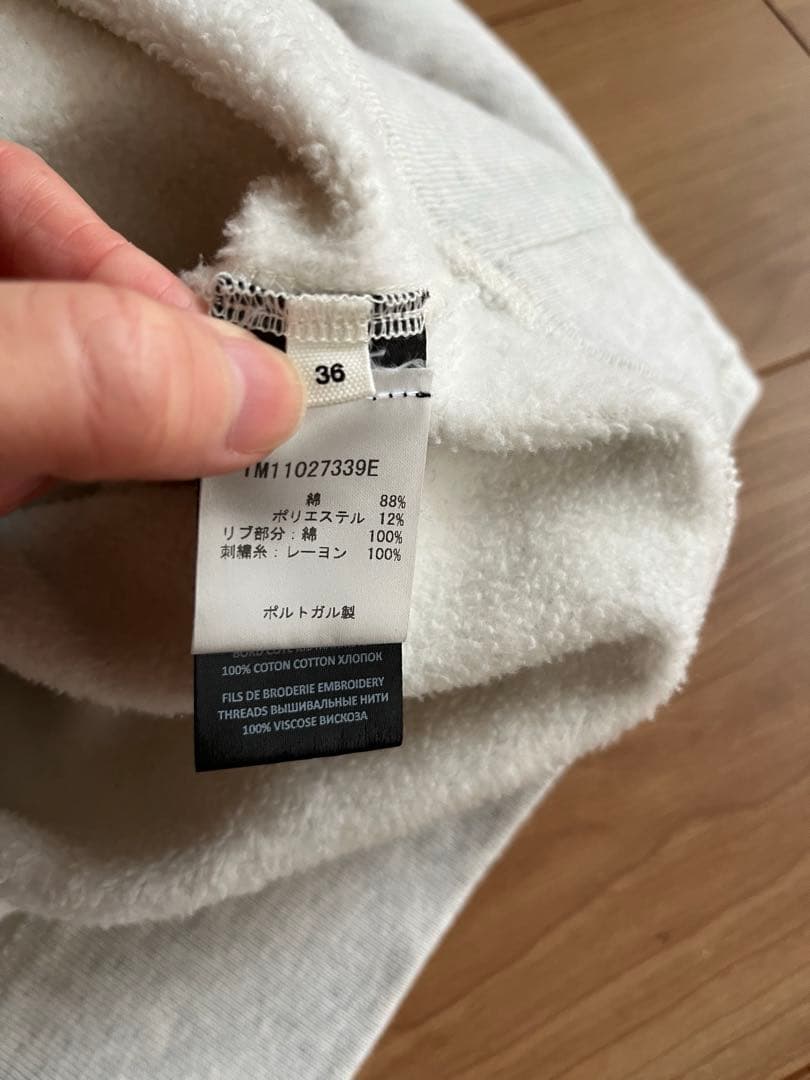 36
1M11027339E
綿 88%
ポリエステル 12%
リブ部分:綿 100%
刺繍糸:レーヨン 100%
ポルトガル製
100% COTON COTTON ХЛОПОК
FILS DE BRODERIE EMBROIDERY
THREADS ВЫШИВАЛЬНЫЕ НИТИ
100% VISCOSE ВИСКОЗА